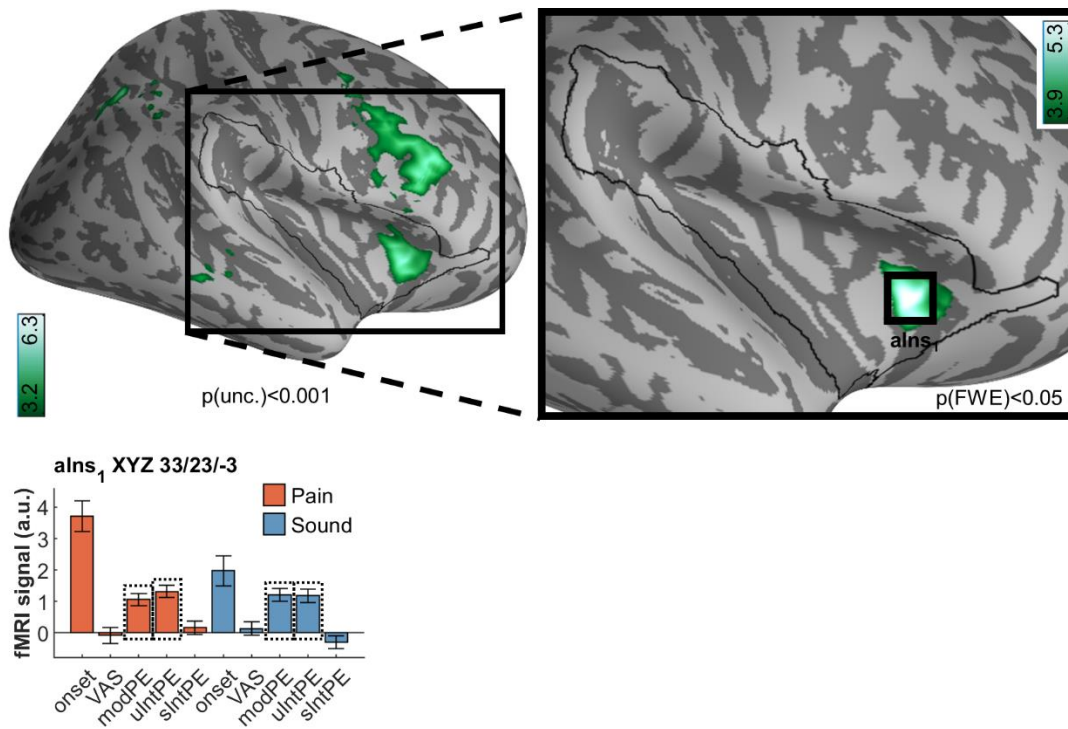 6.3
3.2
p(unc.)<0.001
5.3
3.9
aIns1
p(FWE)<0.05
aIns1 XYZ 33/23/-3
Pain
Sound
fMRI signal (a.u.)
4
3
2
1
0
onset
VAS
modPE
uIntPE
sIntPE
onset
VAS
modPE
uIntPE
sIntPE